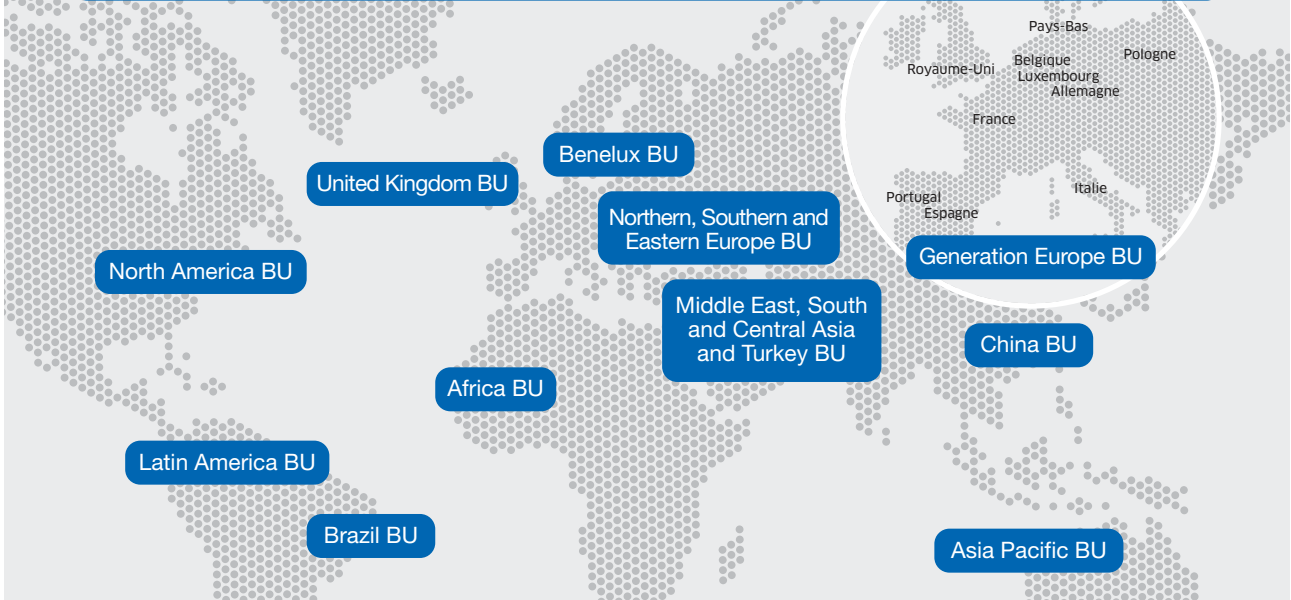 Pays-Bas
Pologne
Belgique
Royaume-Uni
Luxembourg
Allemagne
France
Benelux BU
United Kingdom BU
Italie
Portugal
Espagne
Northern, Southern and
Eastern Europe BU
Generation Europe BU
North America BU
Middle East, South
and Central Asia
and Turkey BU
China BU
Africa BU
Latin America BU
Brazil BU
Asia Pacific BU